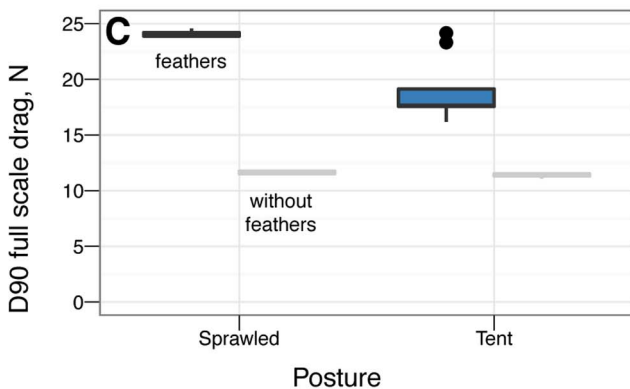 C
25
20
15
10
5
0
D90 full scale drag, N
feathers
without
feathers
Sprawled
Tent
Posture